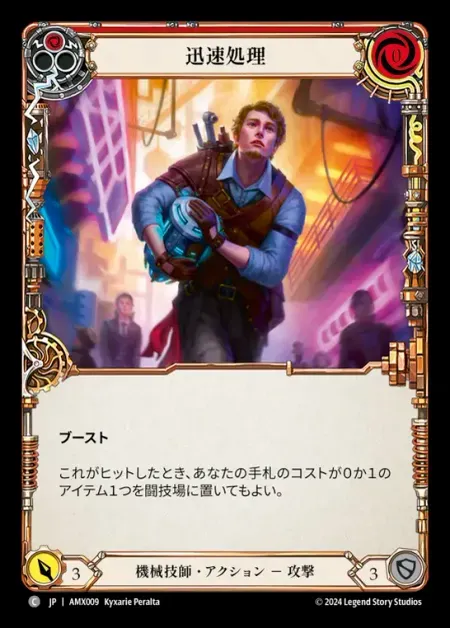 迅速処理
0
ブースト
これがヒットしたとき、あなたの手札のコストが0か1の
アイテム1つを闘技場に置いてもよい。
3
機械技師・アクション ー 攻撃
3
C JP | AMX009 Kyxarie Peralta
© 2024 Legend Story Studios